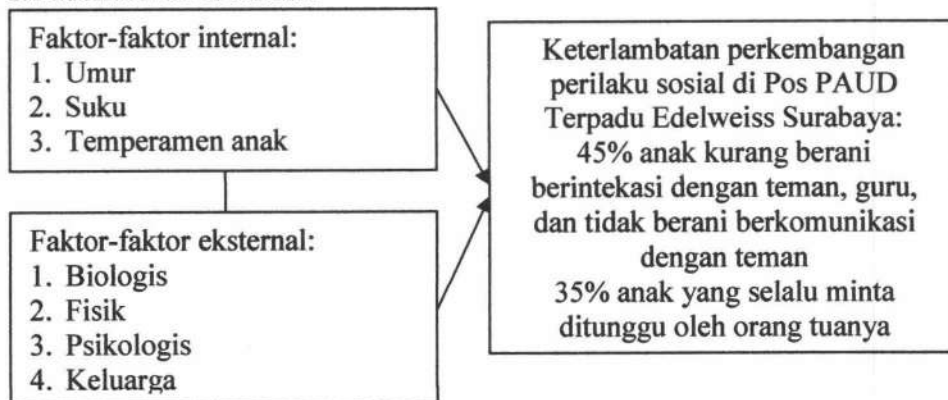 Faktor-faktor internal:
1. Umur
2. Suku
3. Temperamen anak
Faktor-faktor eksternal:
1. Biologis
2. Fisik
3. Psikologis
4. Keluarga
Keterlambatan perkembangan
perilaku sosial di Pos PAUD
Terpadu Edelweiss Surabaya:
45% anak kurang berani
berintekasi dengan teman, guru,
dan tidak berani berkomunikasi
dengan teman
35% anak yang selalu minta
ditunggu oleh orang tuanya